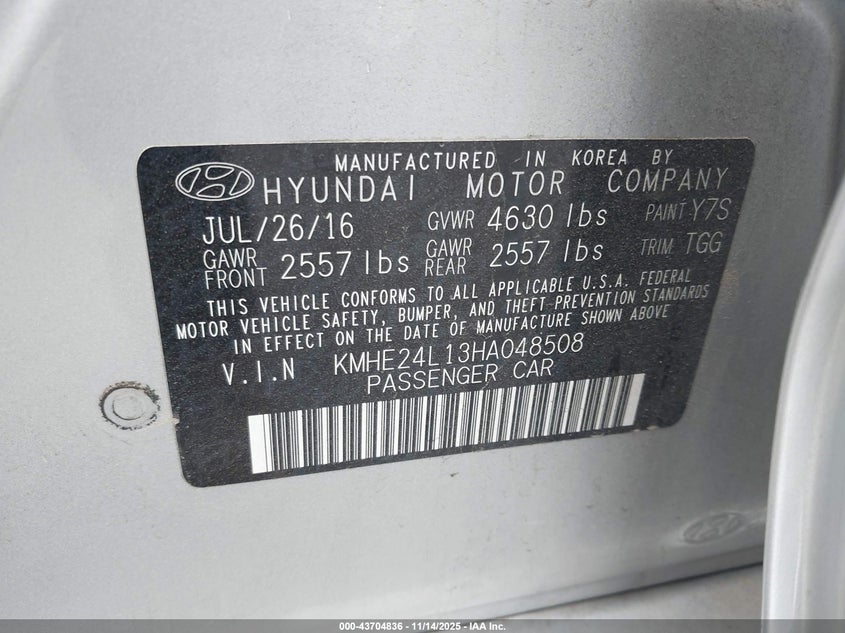 MANUFACTURED IN KOREA BY
HYUNDAI MOTOR COMPANY
JUL/26/16 GVWR 4630 lbs PAINT Y7S
GAWR FRONT 2557 lbs GAWR REAR 2557 lbs TRIM TGG
THIS VEHICLE CONFORMS TO ALL APPLICABLE U.S.A. FEDERAL
MOTOR VEHICLE SAFETY, BUMPER, AND THEFT PREVENTION STANDARDS
IN EFFECT ON THE DATE OF MANUFACTURE SHOWN ABOVE
V.I.N KMHE24L13HA048508
PASSENGER CAR
000-43704836 - 11/14/2025 - IAA Inc.